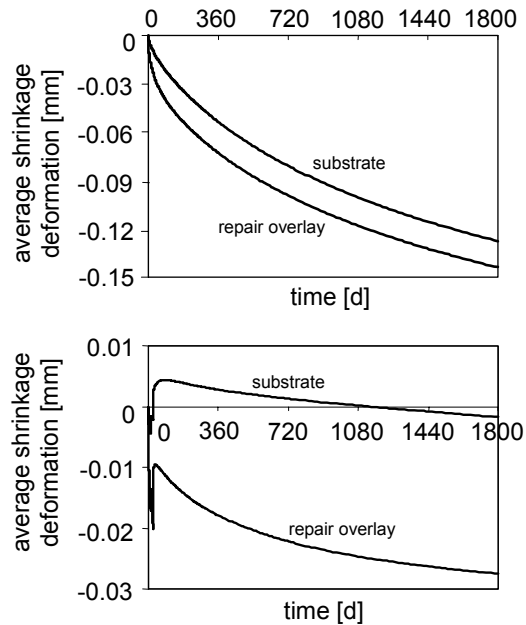 0 360 720 1080 1440 1800
0
-0.03
-0.06
-0.09
-0.12
-0.15
average shrinkage
deformation [mm]
substrate
repair overlay
time [d]
0.01
0
-0.01
-0.02
-0.03
average shrinkage
deformation [mm]
substrate
0 360 720 1080 1440 1800
repair overlay
time [d]